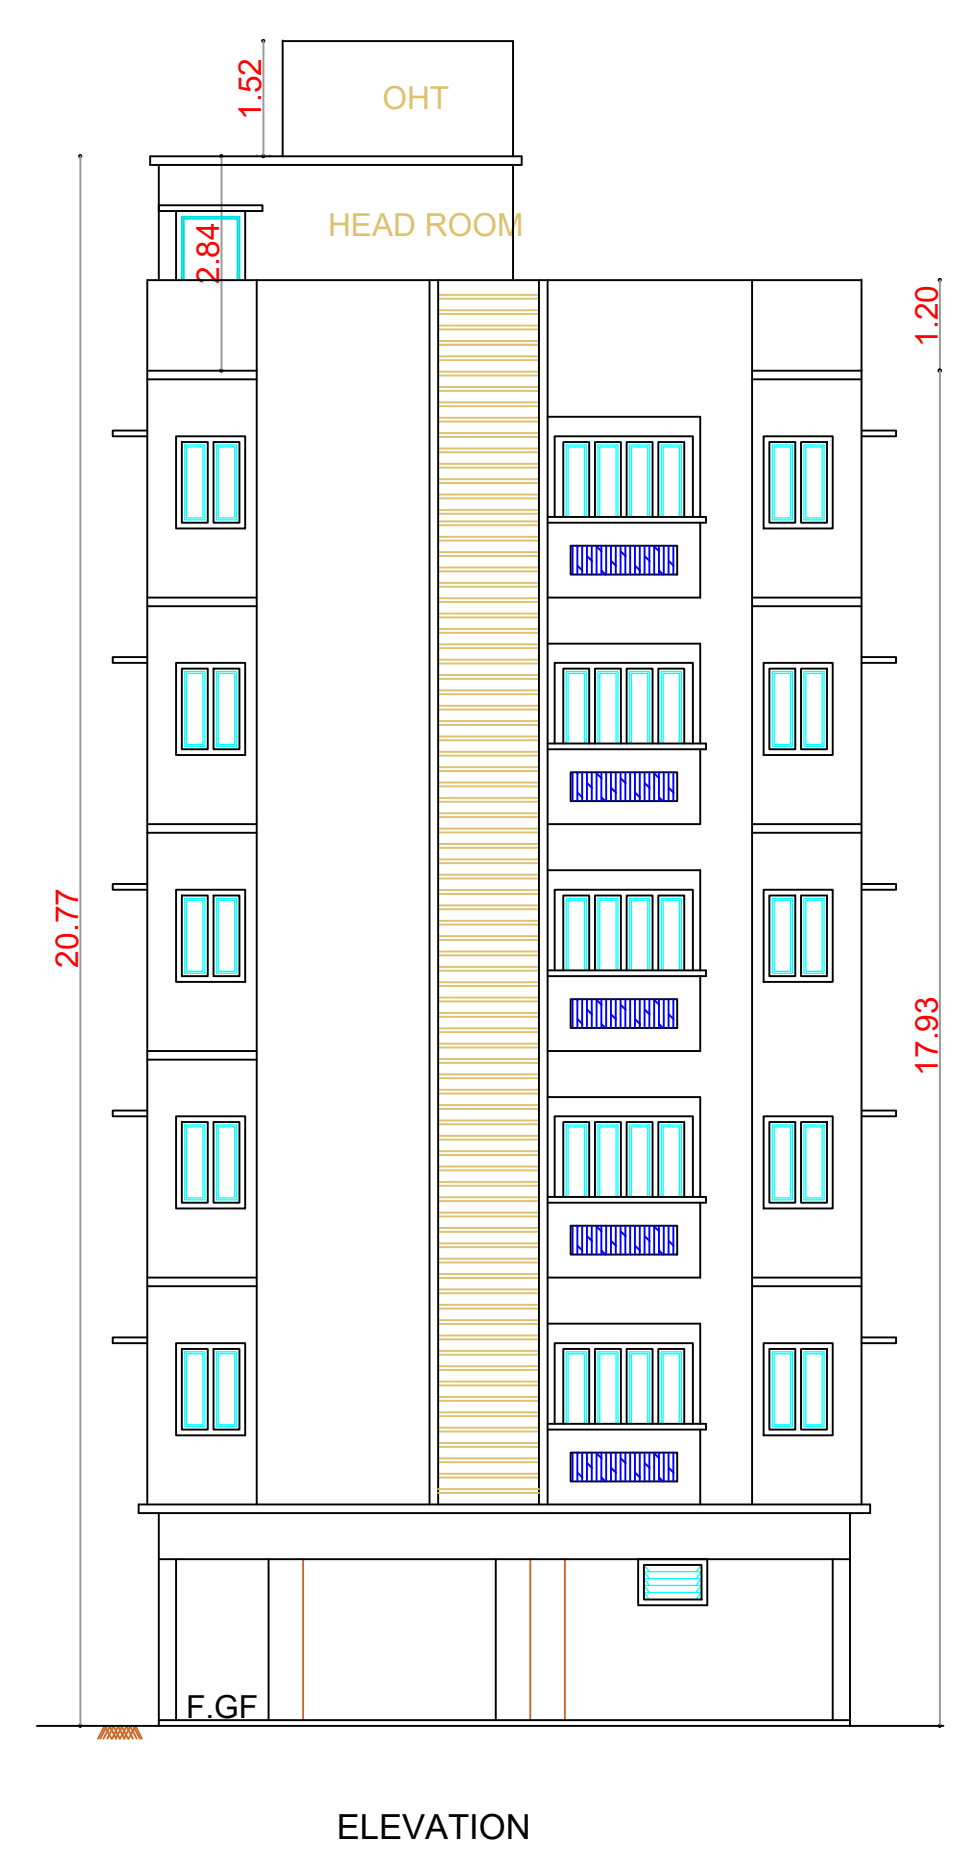 1.52
OHT
HEAD ROOM
2.84
1.20
20.77
17.93
F.GF
ELEVATION